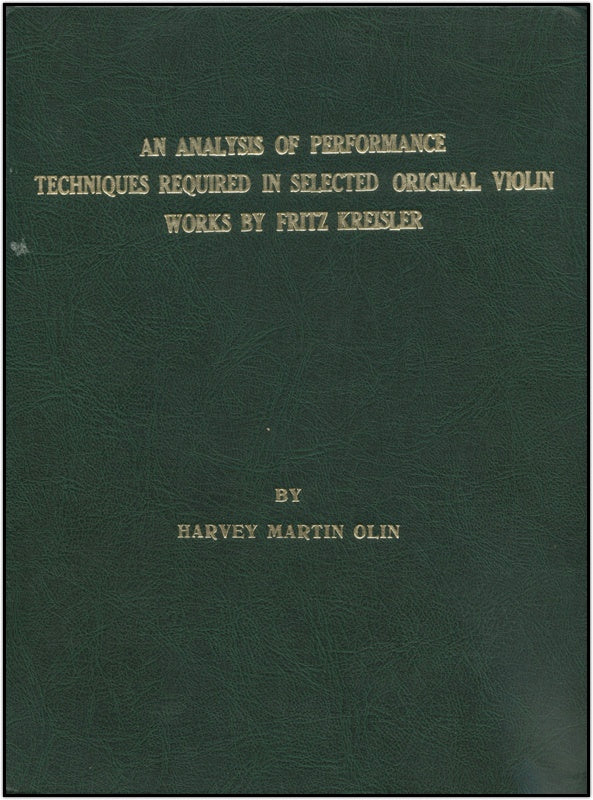 AN ANALYSIS OF PERFORMANCE
TECHNIQUES REQUIRED IN SELECTED ORIGINAL VIOLIN
WORKS BY FRITZ KREISLER
BY
HARVEY MARTIN OLIN